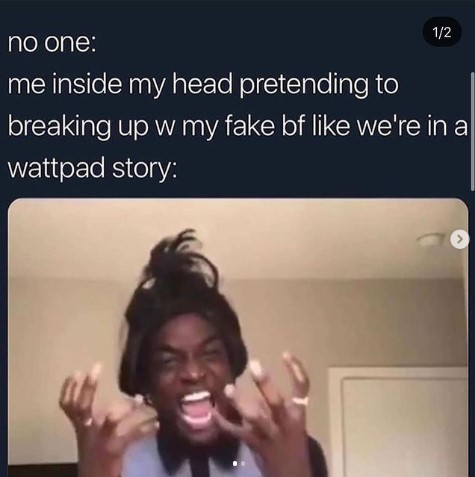 1/2
no one:
me inside my head pretending to
breaking up w my fake bf like we're in a
wattpad story: